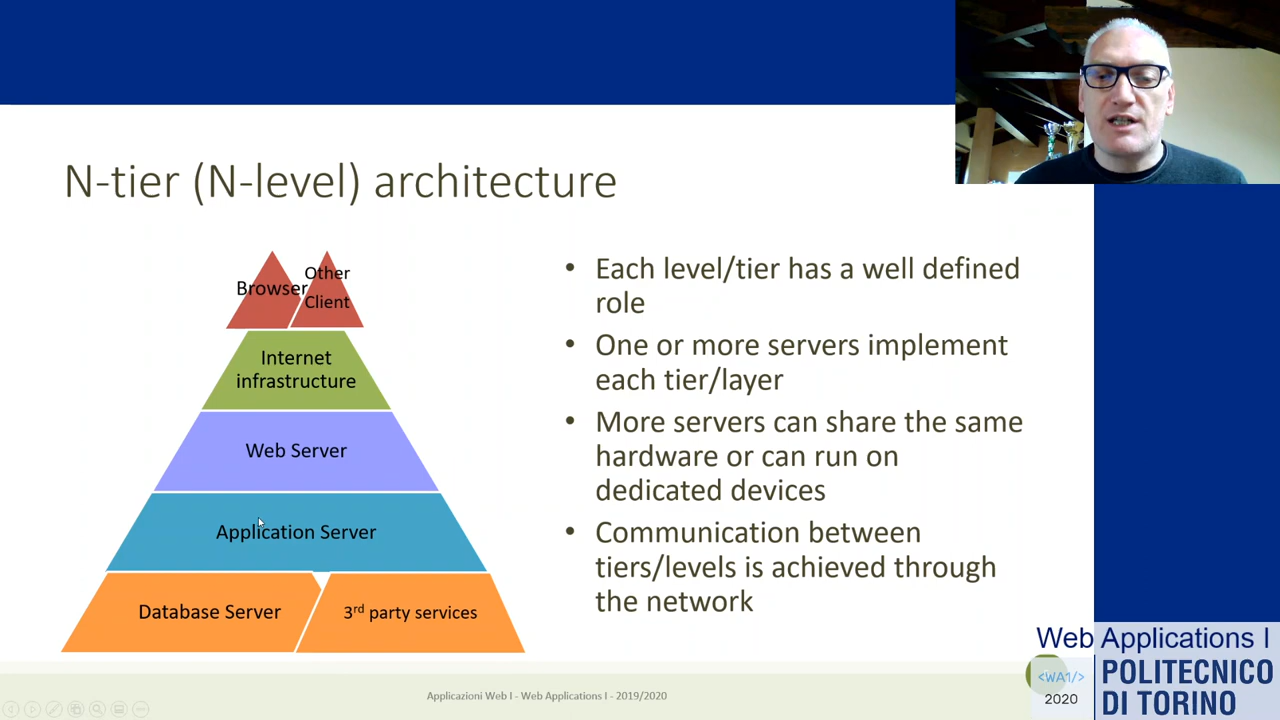 N-tier (N-level) architecture
Browser
Other
Client
Internet
infrastructure
Web Server
Application Server
Database Server
3rd party services
• Each level/tier has a well defined
role
• One or more servers implement
each tier/layer
• More servers can share the same
hardware or can run on
dedicated devices
• Communication between
tiers/levels is achieved through
the network
Applicazioni Web I - Web Applications I - 2019/2020
Web Applications I
<WA1/>
2020
POLITECNICO
DI TORINO